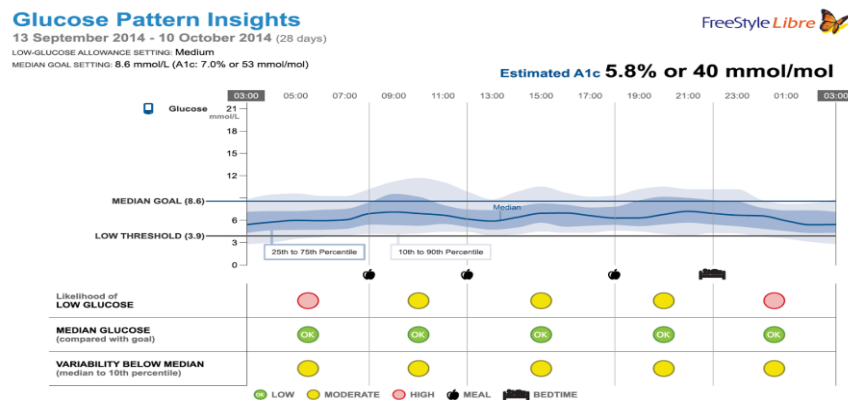 Glucose Pattern Insights
13 September 2014 - 10 October 2014 (28 days)
LOW-GLUCOSE ALLOWANCE SETTING: Medium
MEDIAN GOAL SETTING: 8.6 mmol/L (A1c: 7.0% or 53 mmol/mol)
FreeStyle Libre
Estimated A1c 5.8% or 40 mmol/mol
03:00 05:00 07:00 09:00 11:00 13:00 15:00 17:00 19:00 21:00 23:00 01:00 03:00
Glucose 21
mmol/L
18
15
12
MEDIAN GOAL (8.6)
Median
6
LOW THRESHOLD (3.9)
3
25th to 75th Percentile
10th to 90th Percentile
0
Likelihood of
LOW GLUCOSE
MEDIAN GLUCOSE
(compared with goal)
OK OK OK OK OK
VARIABILITY BELOW MEDIAN
(median to 10th percentile)
OK LOW MODERATE HIGH MEAL BEDTIME